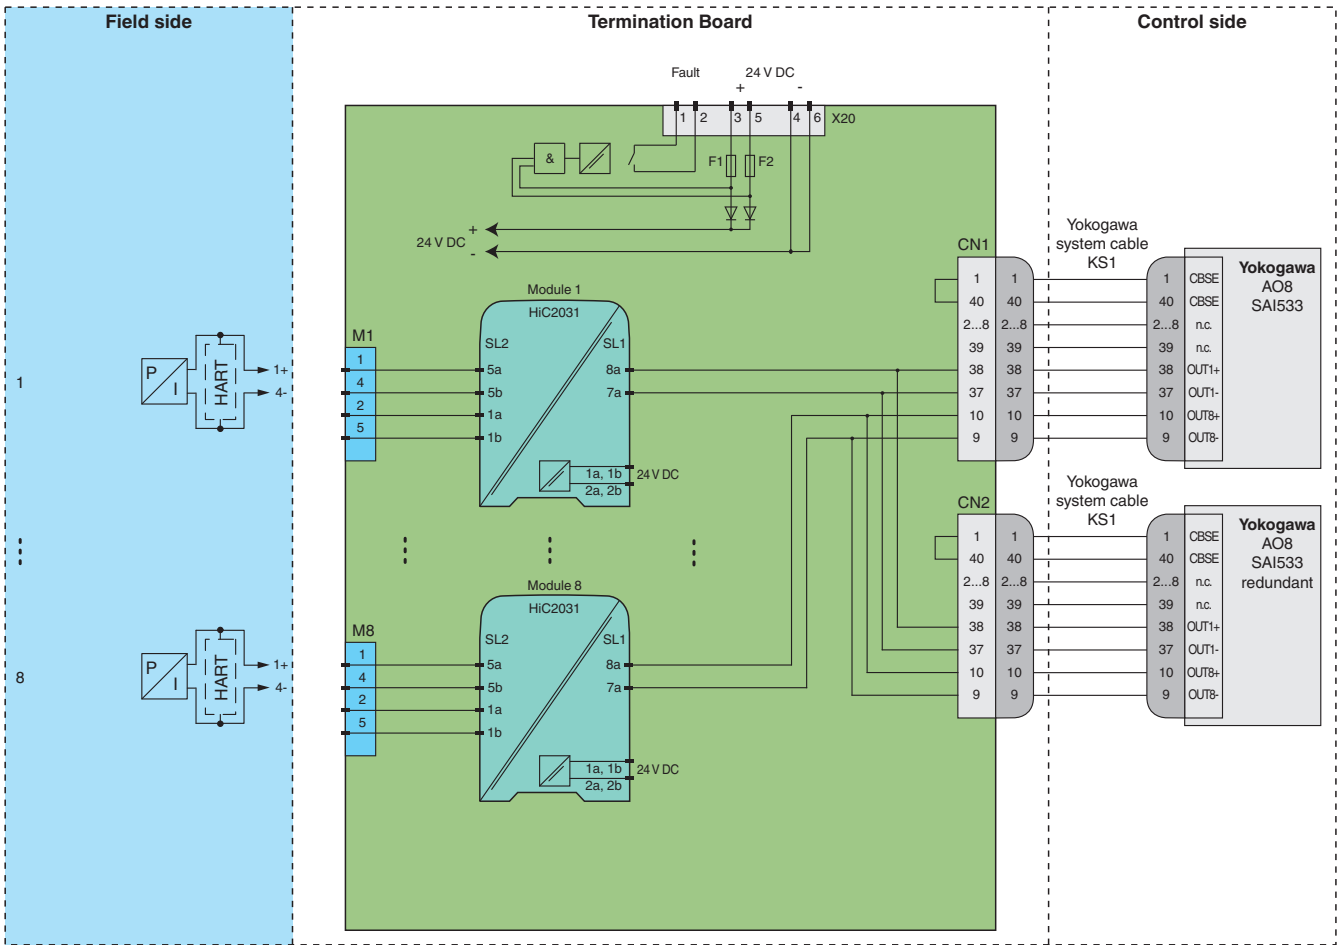 Field side
Termination Board
Control side
Fault
24 V DC
+ -
1 2 3 5 4 6 X20
& F1 F2
+
24 V DC
-
CN1
Yokogawa
system cable
KS1
1 1 1 CBSE
40 40 40 CBSE
2...8 2...8 2...8 n.c.
39 39 39 n.c.
38 38 38 OUT1+
37 37 37 OUT1-
10 10 10 OUT8+
9 9 9 OUT8-
Yokogawa
AO8
SAI533
1
P
I
HART
1+
4-
M1
1
4
2
5
Module 1
HiC2031
SL2 SL1
5a 8a
5b 7a
1a
1b
1a, 1b
2a, 2b
24 V DC
CN2
Yokogawa
system cable
KS1
1 1 1 CBSE
40 40 40 CBSE
2...8 2...8 2...8 n.c.
39 39 39 n.c.
38 38 38 OUT1+
37 37 37 OUT1-
10 10 10 OUT8+
9 9 9 OUT8-
Yokogawa
AO8
SAI533
redundant
8
P
I
HART
1+
4-
M8
1
4
2
5
Module 8
HiC2031
SL2 SL1
5a 8a
5b 7a
1a
1b
1a, 1b
2a, 2b
24 V DC